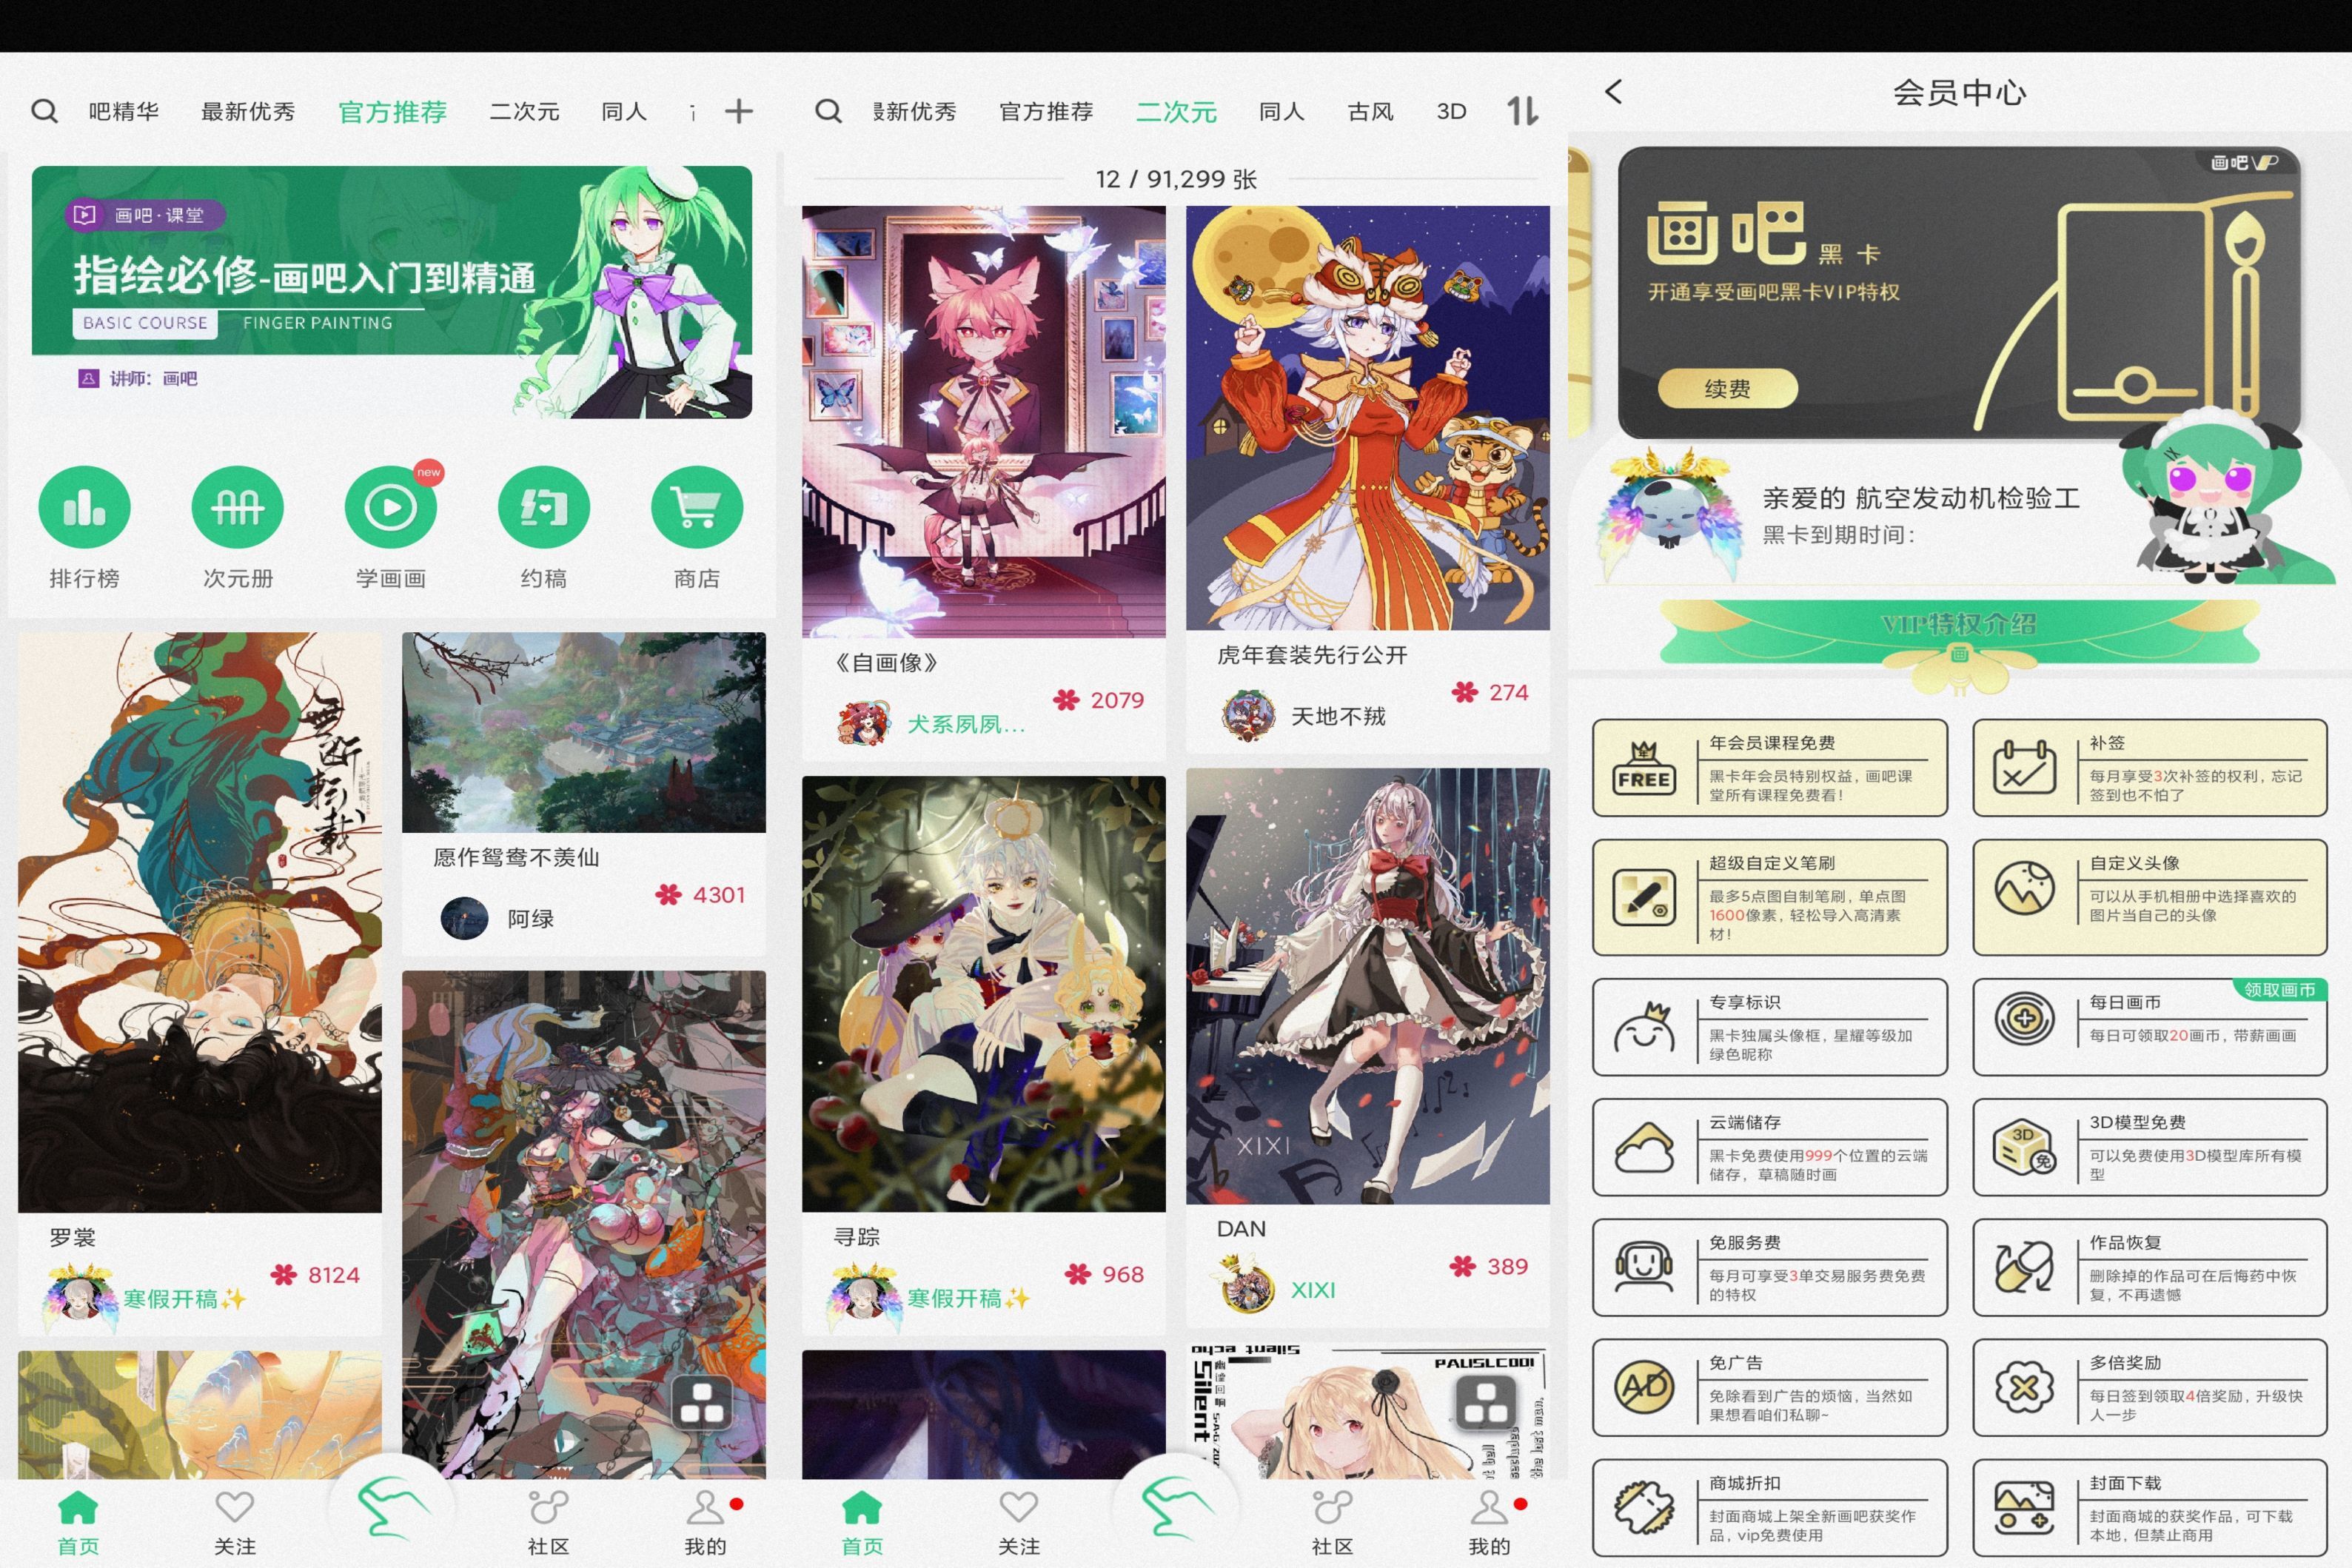 吧精华 最新优秀 官方推荐 二次元 同人
画吧·课堂
指绘必修-画吧入门到精通
BASIC COURSE FINGER PAINTING
讲师：画吧
new
排行榜 次元册 学画画 约稿 商店
無断転載
罗裳
8124
寒假开稿✨
愿作鸳鸯不羡仙
4301
阿绿
首页 关注 社区 我的
最新优秀 官方推荐 二次元 同人 古风 3D
12 / 91,299 张
《自画像》
2079
犬系夙夙...
虎年套装先行公开
274
天地不羢
寻踪
968
寒假开稿✨
XIXI
DAN
389
XIXI
Silent echo
PAUSLCOOL
Silent
首页 关注 社区 我的
会员中心
画吧VIP
画吧黑卡
开通享受画吧黑卡VIP特权
续费
亲爱的 航空发动机检验工
黑卡到期时间：
VIP特权介绍
画
年
FREE
年会员课程免费
黑卡年会员特别权益，画吧课
堂所有课程免费看！
补签
每月享受3次补签的权利，忘记
签到也不怕了
超级自定义笔刷
最多5点图自制笔刷，单点图
1600像素，轻松导入高清素
材！
自定义头像
可以从手机相册中选择喜欢的
图片当自己的头像
专享标识
黑卡独属头像框，星耀等级加
绿色昵称
领取画币
每日画币
每日可领取20画币，带薪画画
云端储存
黑卡免费使用999个位置的云端
储存，草稿随时画
3D
免
3D模型免费
可以免费使用3D模型库所有模
型
免服务费
每月可享受3单交易服务费免费
的特权
作品恢复
删除掉的作品可在后悔药中恢
复，不再遗憾
AD
免广告
免除看到广告的烦恼，当然如
果想看咱们私聊~
多倍奖励
每日签到领取4倍奖励，升级快
人一步
商城折扣
封面商城上架全新画吧获奖作
品，vip免费使用
封面下载
封面商城的获奖作品，可下载
本地，但禁止商用